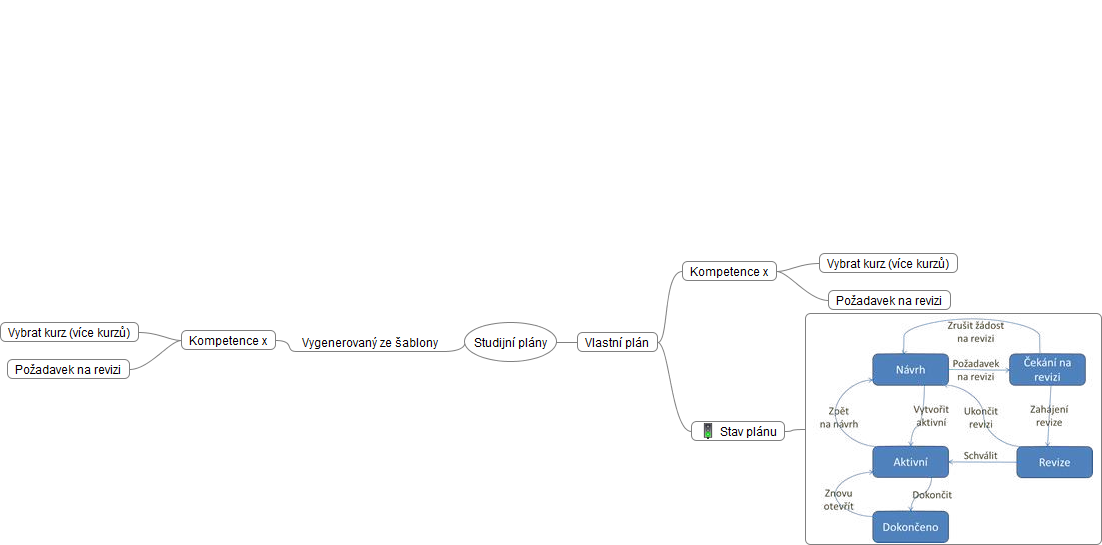 Vybrat kurz (více kurzů)
Požadavek na revizi
Kompetence x
Vygenerovaný ze šablony
Studijní plány
Vlastní plán
Kompetence x
Vybrat kurz (více kurzů)
Požadavek na revizi
Stav plánu
Zrušit žádost
na revizi
Návrh
Požadavek
na revizi
Čekání na
revizi
Zpět
na návrh
Vytvořit
aktivní
Ukončit
revizi
Zahájení
revize
Aktivní
Schválit
Revize
Znovu
otevřít
Dokončit
Dokončeno